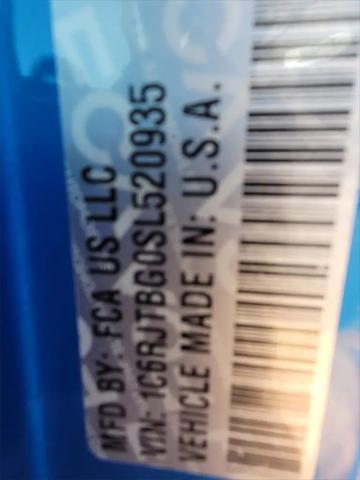 MFD BY: FCA US LLC
VIN: 1C6RJTBG0SL520935
VEHICLE MADE IN: U.S.A.